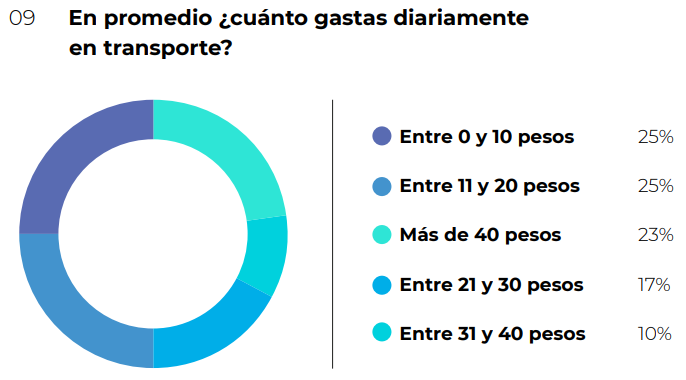 09 En promedio ¿cuánto gastas diariamente
en transporte?
Entre 0 y 10 pesos 25%
Entre 11 y 20 pesos 25%
Más de 40 pesos 23%
Entre 21 y 30 pesos 17%
Entre 31 y 40 pesos 10%